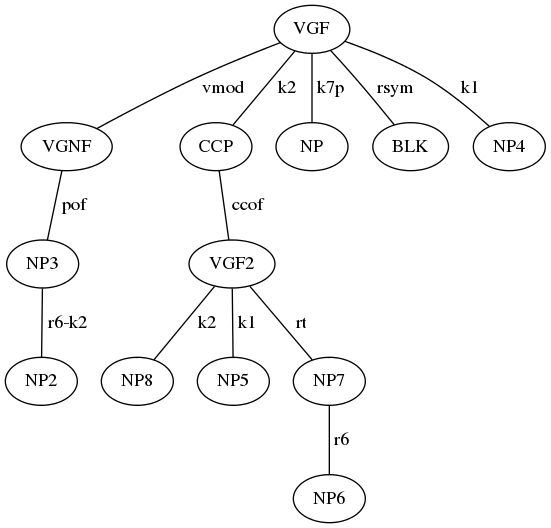 VGF
vmod k2 k7p rsym k1
VGNF CCP NP BLK NP4
pof ccof
NP3 VGF2
r6-k2 k2 k1 rt
NP2 NP8 NP5 NP7
r6
NP6